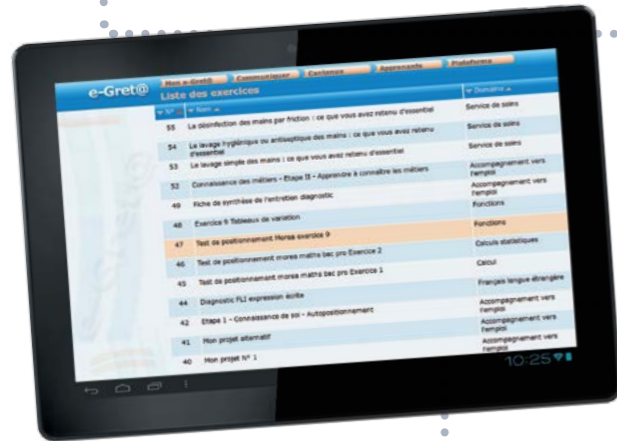 e-Gret@
Mon e-Gret@ Communiquer Contenus Apprenants Plateforme
Liste des exercices
N° Nom Domaine
55 La désinfection des mains par friction : ce que vous avez retenu d'essentiel Service de soins
54 Le lavage hygiénique ou antiseptique des mains : ce que vous avez retenu Service de soins
d'essentiel
53 Le lavage simple des mains : ce que vous avez retenu d'essentiel Service de soins
52 Connaissance des métiers - Etape II - Apprendre à connaître les métiers Accompagnement vers
l'emploi
49 Fiche de synthèse de l'entretien diagnostic Accompagnement vers
l'emploi
48 Exercice 9 Tableaux de variation Fonctions
47 Test de positionnement Morea exercice 9 Fonctions
46 Test de positionnement morea maths bac pro Exercice 2 Calculs statistiques
45 Test de positionnement morea maths bac pro Exercice 1 Calcul
44 Diagnostic FLI expression écrite Français langue étrangère
42 Etape 1 - Connaissance de soi - Autopositionnement Accompagnement vers
l'emploi
41 Mon projet alternatif Accompagnement vers
l'emploi
40 Mon projet N° 1 Accompagnement vers
l'emploi
10:25